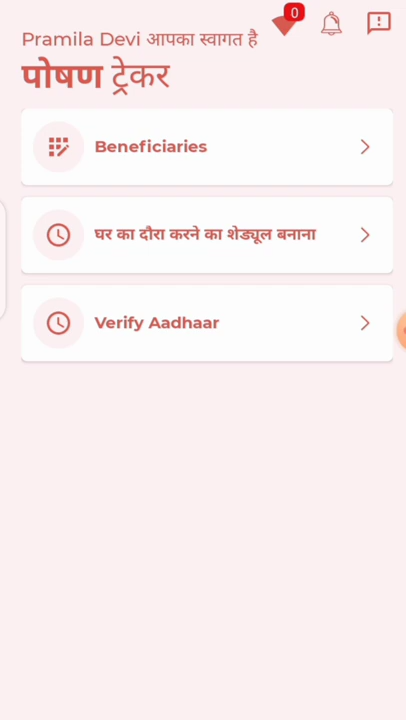 0
Pramila Devi आपका स्वागत है
पोषण ट्रेकर
Beneficiaries
घर का दौरा करने का शेड्यूल बनाना
Verify Aadhaar